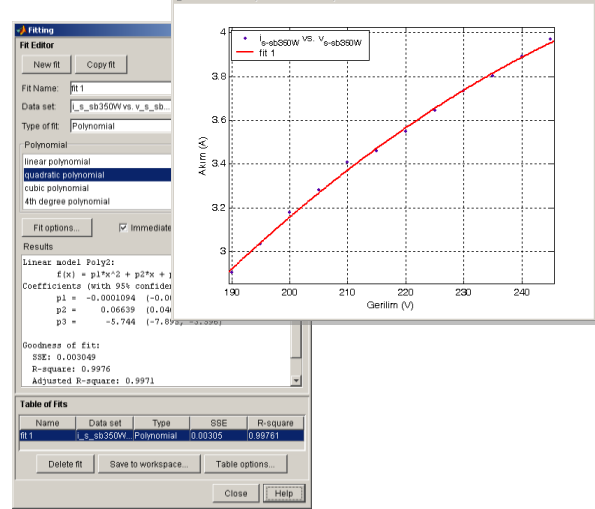 Fitting
Fit Editor
New fit Copy fit
Fit Name: fit 1
Data set: i_s_sb350W vs. v_s_sb...
Type of fit: Polynomial
Polynomial
linear polynomial
quadratic polynomial
cubic polynomial
4th degree polynomial
Fit options... Immediate
Results
Linear model Poly2:
f(x) = p1*x^2 + p2*x + p
Coefficients (with 95% confiden
p1 = -0.0001094 (-0.00
p2 = 0.06639 (0.04
p3 = -5.744 (-7.893, -3.596)
Goodness of fit:
SSE: 0.003049
R-square: 0.9976
Adjusted R-square: 0.9971
Table of Fits
Name Data set Type SSE R-square
fit 1 i_s_sb350W... Polynomial 0.00305 0.99761
Delete fit Save to workspace... Table options...
Close Help
i_s-sb350W vs. v_s-sb350W
fit 1
4
3.8
3.6
3.4
3.2
3
Akım (A)
190 200 210 220 230 240
Gerilim (V)